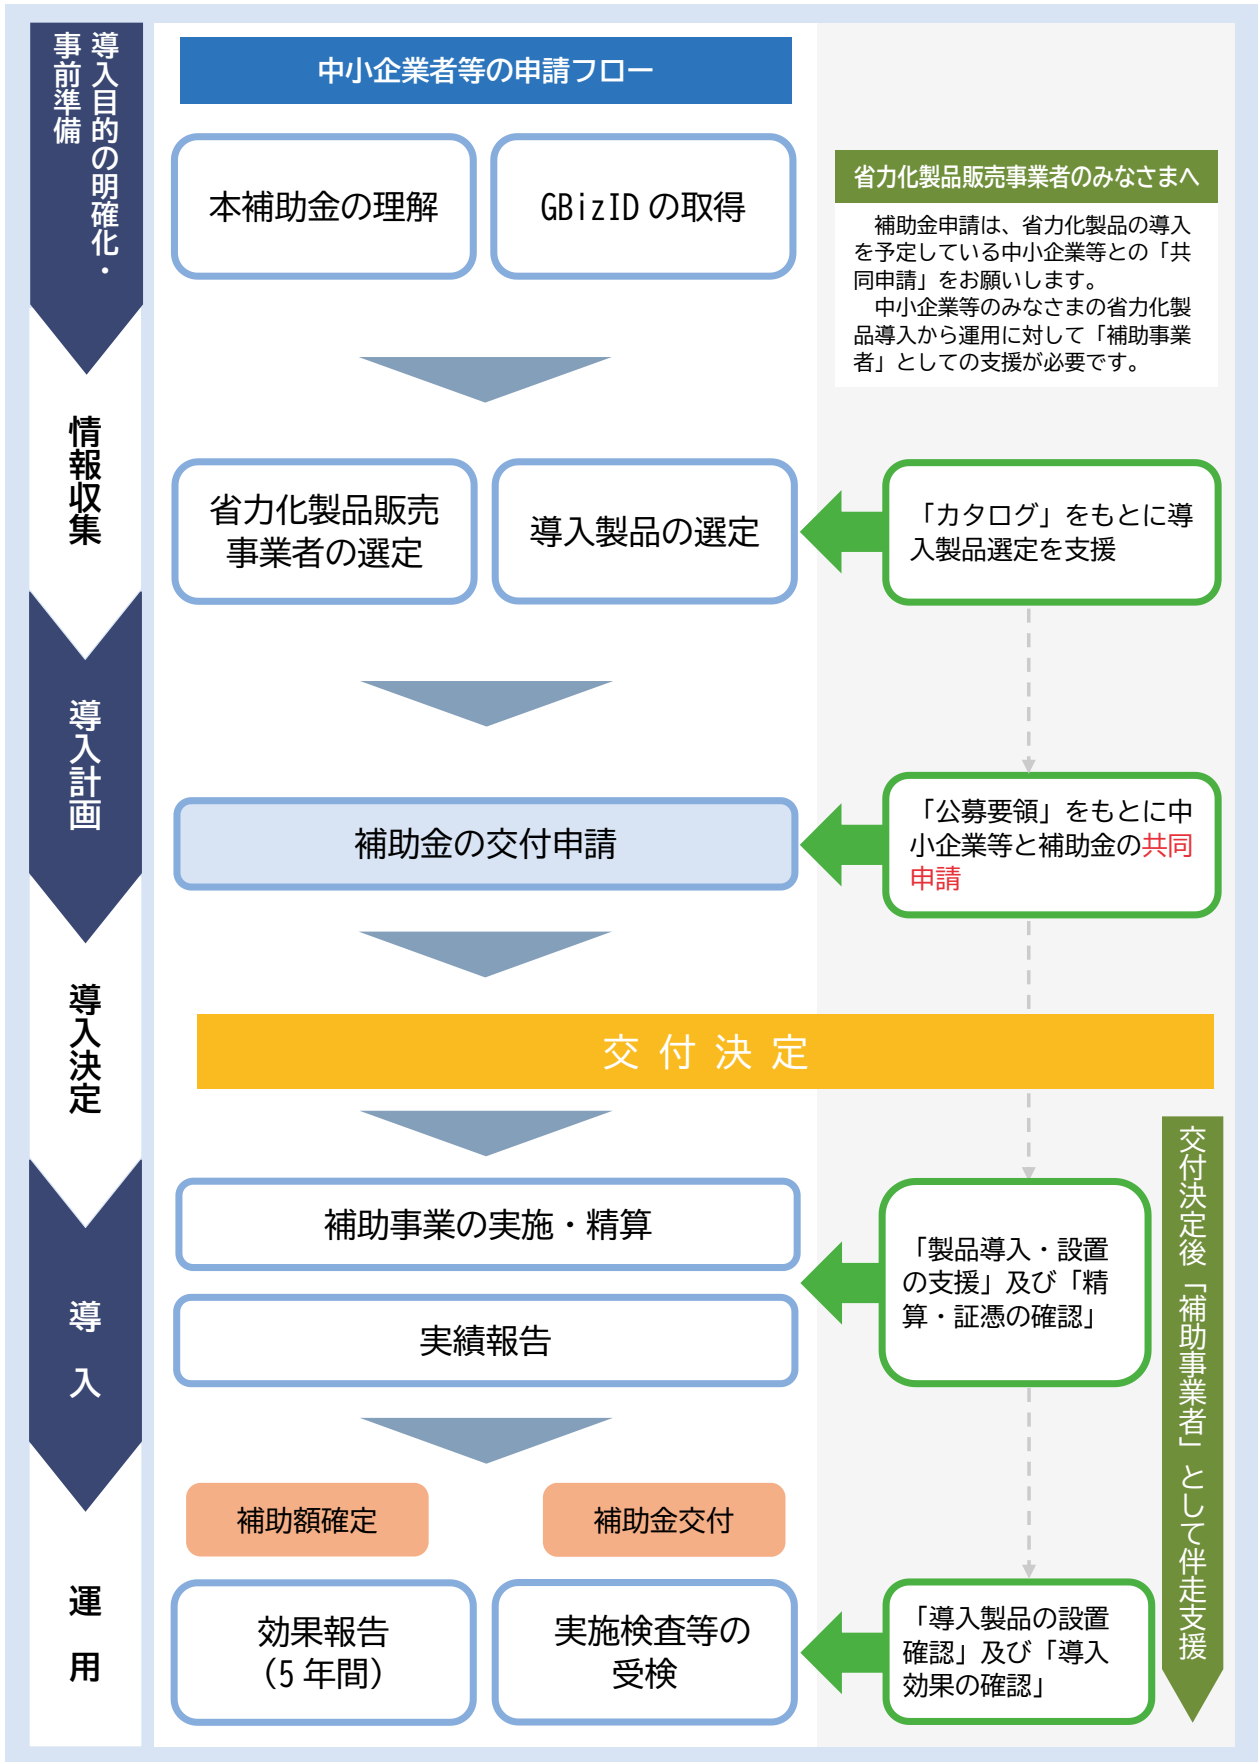 導入目的の明確化・
事前準備
中小企業者等の申請フロー
本補助金の理解
GBizIDの取得
省力化製品販売事業者のみなさまへ
補助金申請は、省力化製品の導入
を予定している中小企業等との「共
同申請」をお願いします。
中小企業等のみなさまの省力化製
品導入から運用に対して「補助事業
者」としての支援が必要です。
情報収集
省力化製品販売
事業者の選定
導入製品の選定
「カタログ」をもとに導
入製品選定を支援
導入計画
補助金の交付申請
「公募要領」をもとに中
小企業等と補助金の共同
申請
導入決定
交付決定
導入
補助事業の実施・精算
実績報告
「製品導入・設置
の支援」及び「精
算・証憑の確認」
交付決定後「補助事業者」として伴走支援
運用
補助額確定
補助金交付
効果報告
（5年間）
実施検査等の
受検
「導入製品の設置
確認」及び「導入
効果の確認」